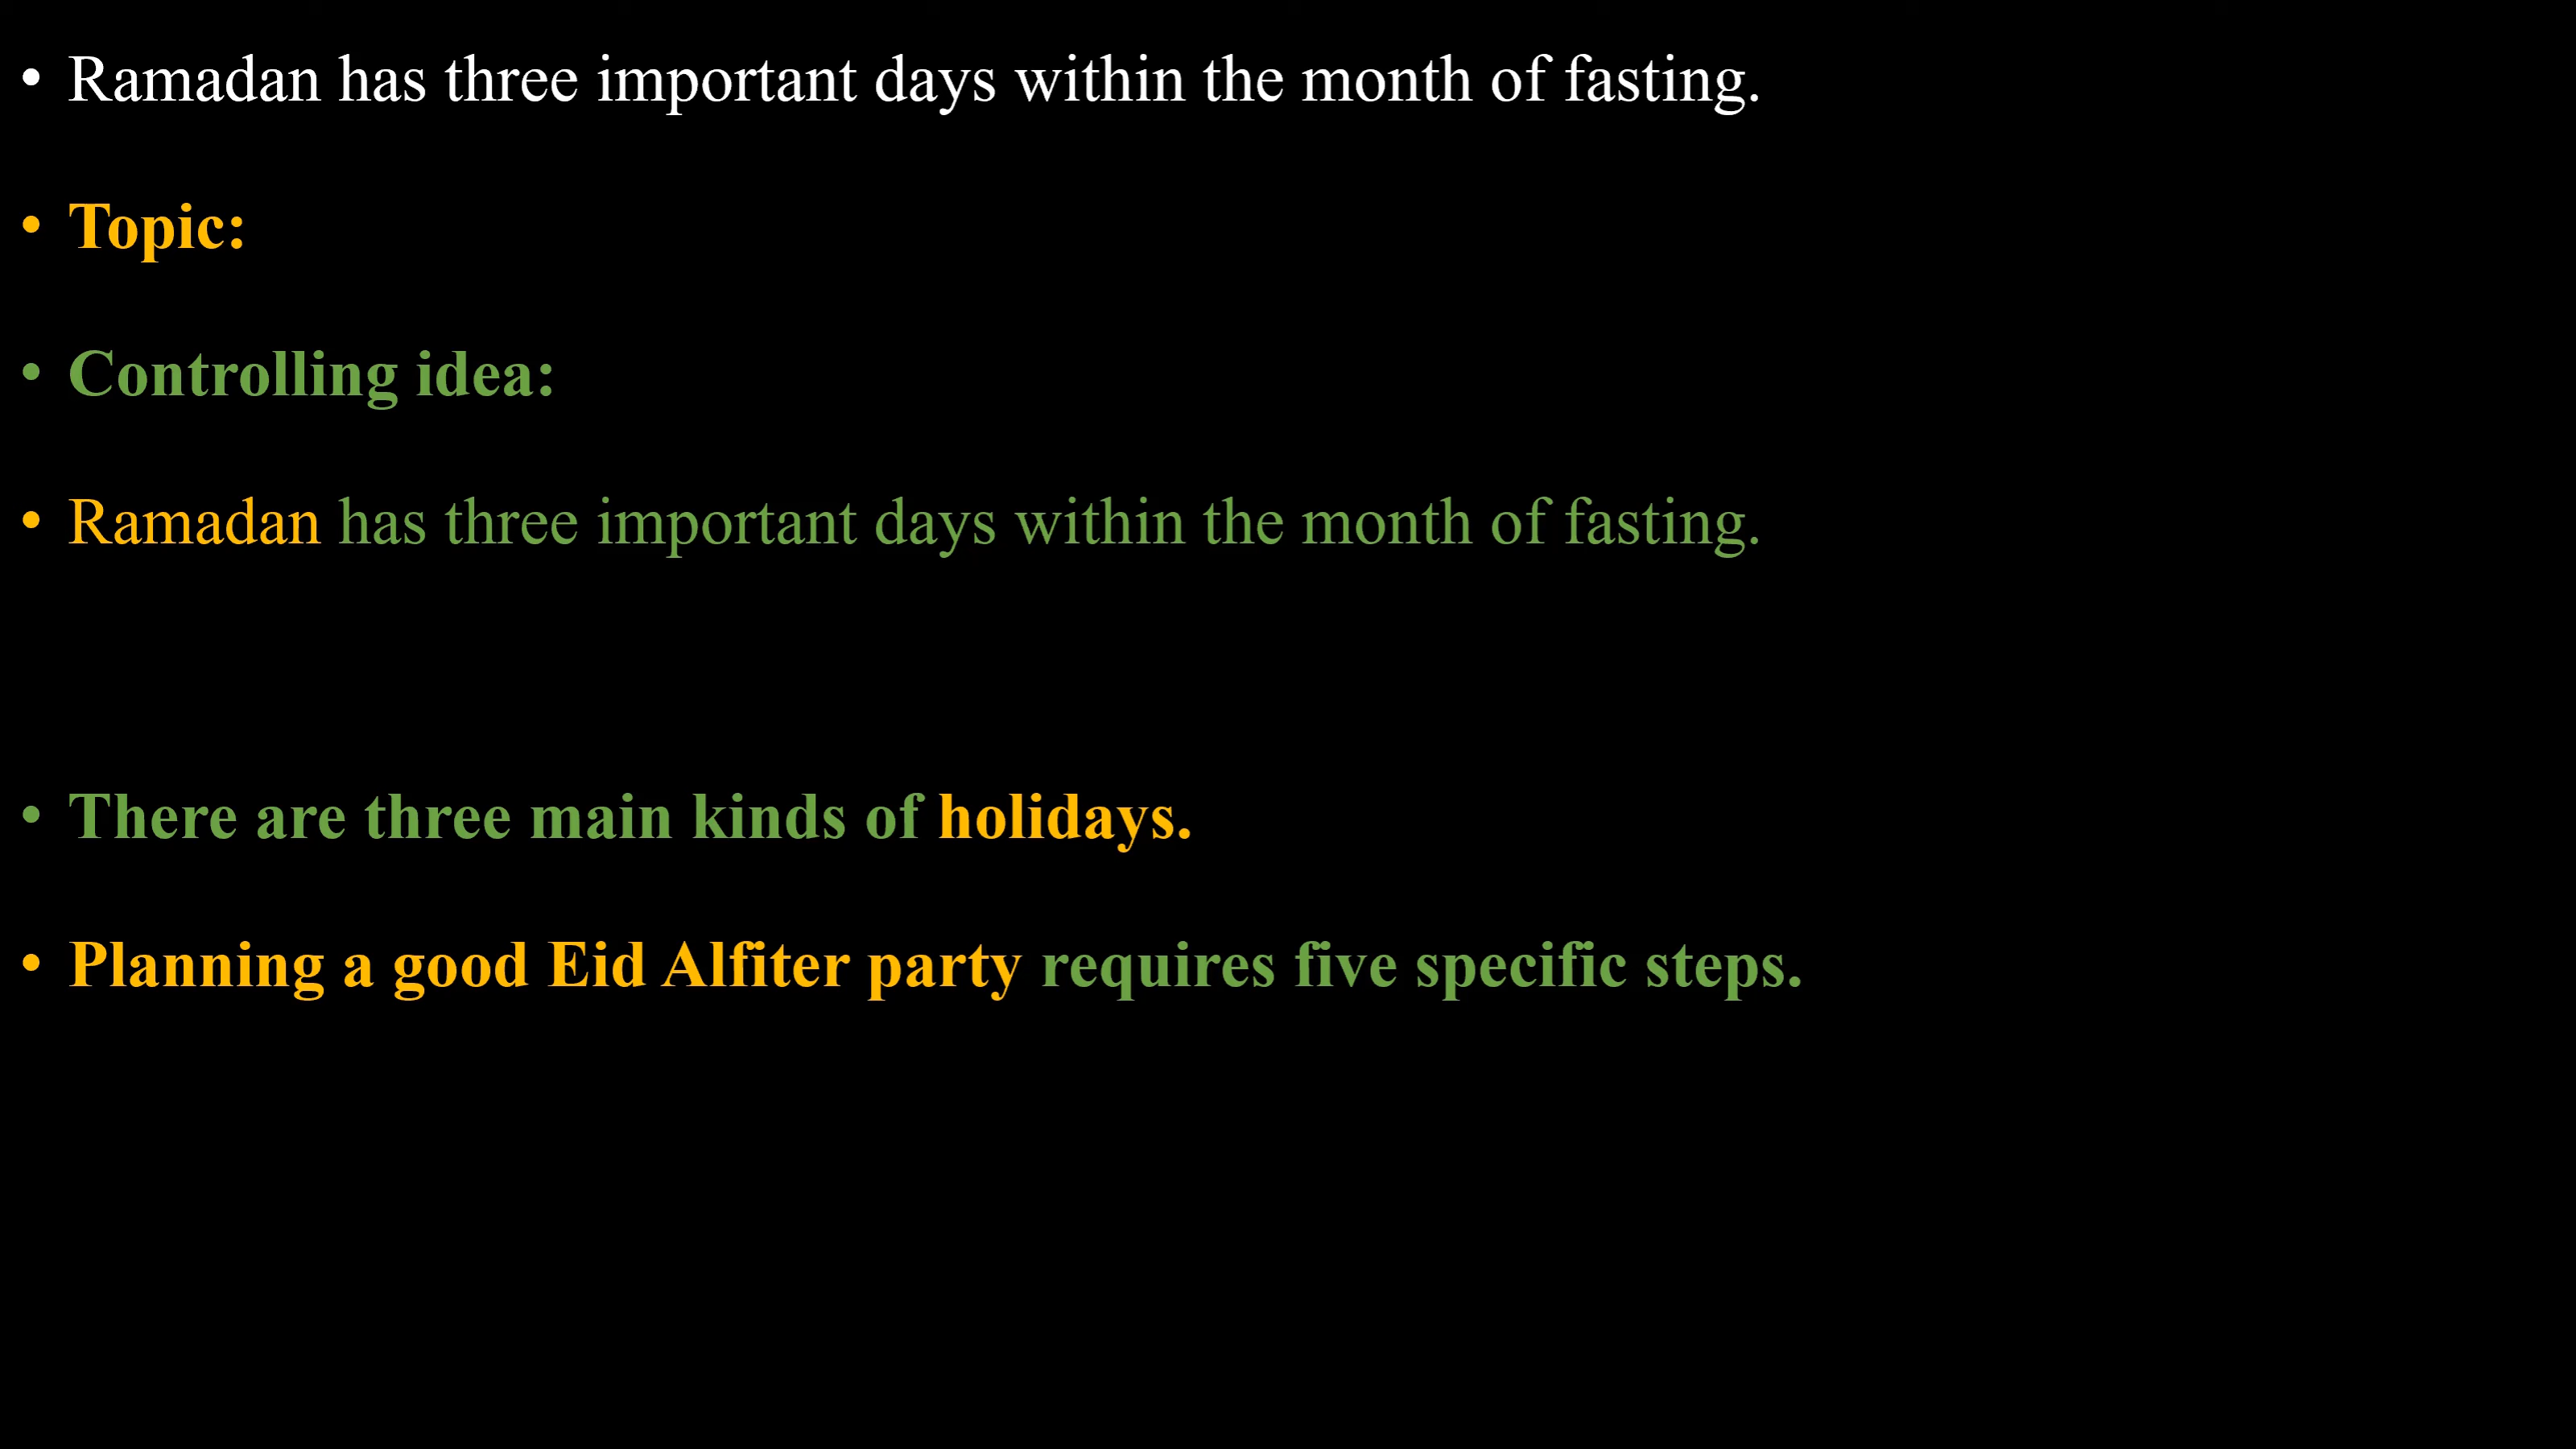 • Ramadan has three important days within the month of fasting.
• Topic:
• Controlling idea:
• Ramadan has three important days within the month of fasting.
• There are three main kinds of holidays.
• Planning a good Eid Alfiter party requires five specific steps.